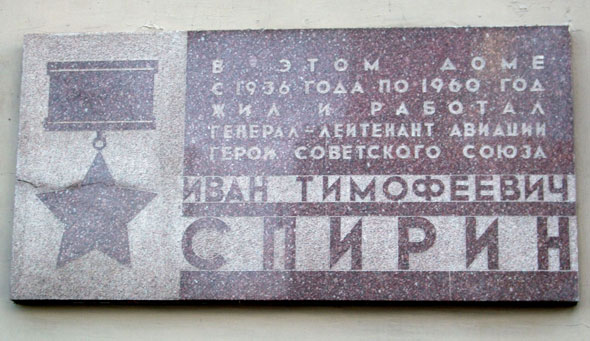 В ЭТОМ ДОМЕ
С 1936 ГОДА ПО 1960 ГОД
ЖИЛ И РАБОТАЛ
ГЕНЕРАЛ-ЛЕЙТЕНАНТ АВИАЦИИ
ГЕРОЙ СОВЕТСКОГО СОЮЗА
ИВАН ТИМОФЕЕВИЧ
СПИРИН